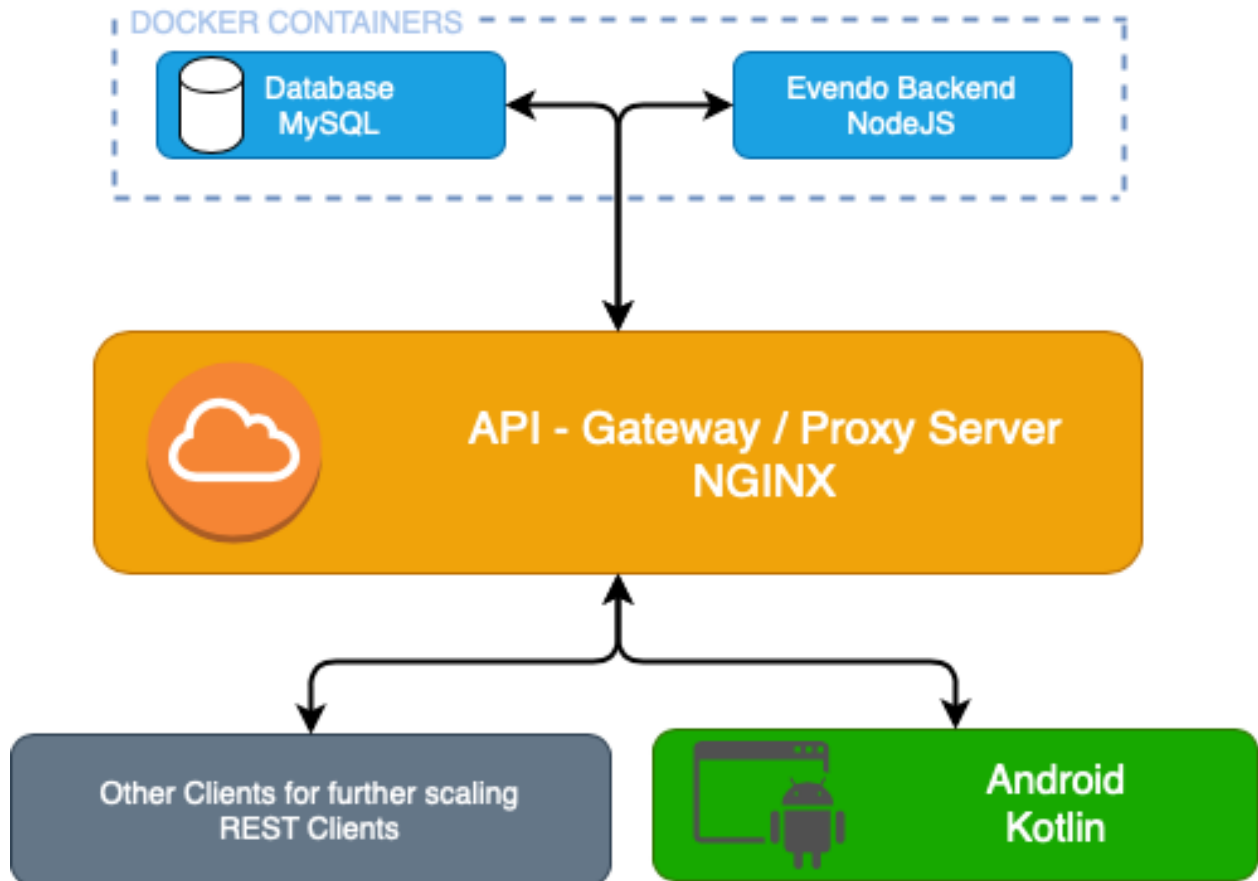 DOCKER CONTAINERS
Database
MySQL
Evendo Backend
NodeJS
API - Gateway / Proxy Server
NGINX
Other Clients for further scaling
REST Clients
Android
Kotlin